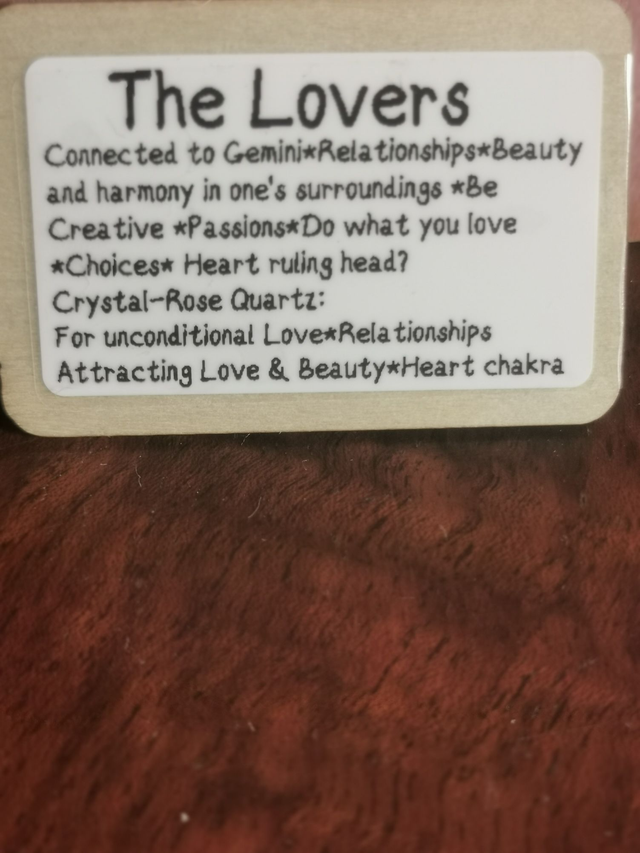 The Lovers
Connected to Gemini*Relationships*Beauty
and harmony in one's surroundings *Be
Creative *Passions*Do what you love
*Choices* Heart ruling head?
Crystal-Rose Quartz:
For unconditional Love*Relationships
Attracting Love & Beauty*Heart chakra